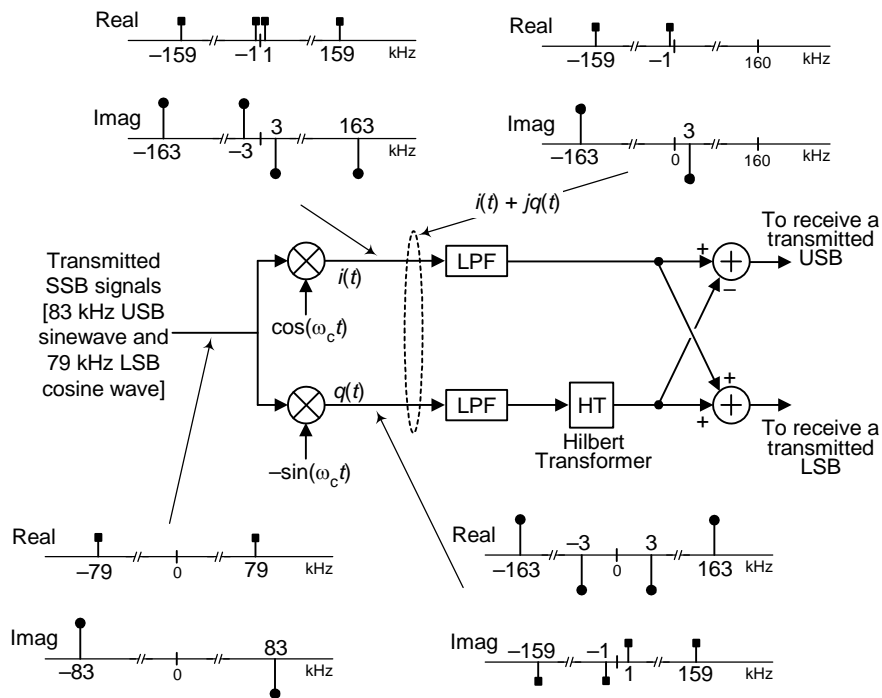 Real
−159
−1
1
159
kHz
Imag
−163
−3
3
163
kHz
Real
−159
−1
160
kHz
Imag
−163
0
3
160
kHz
i(t) + jq(t)
Transmitted
SSB signals
[83 kHz USB
sinewave and
79 kHz LSB
cosine wave]
i(t)
cos(ωct)
q(t)
−sin(ωct)
LPF
LPF
HT
Hilbert
Transformer
+
−
+
+
+
+
To receive a
transmitted
USB
To receive a
transmitted
LSB
Real
−79
0
79
kHz
Imag
−83
0
83
kHz
Real
−163
−3
0
3
163
kHz
Imag
−159
−1
1
159
kHz